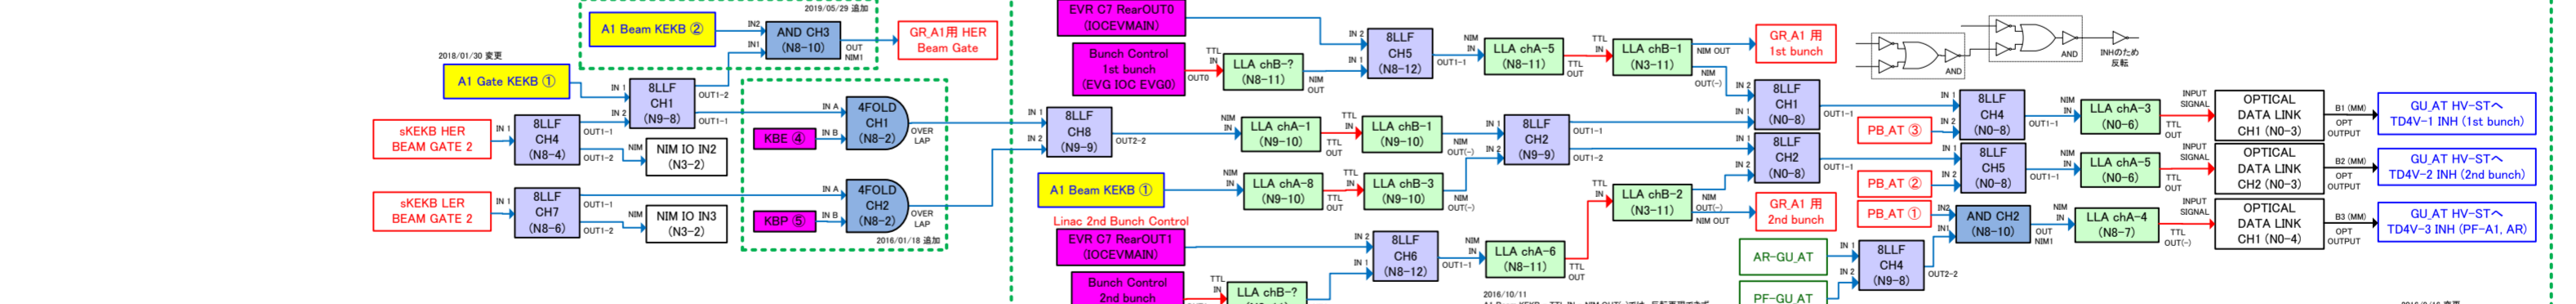 2019/05/29 追加
A1 Beam KEKB ②
IN2
IN1
AND CH3
(N8-10)
OUT
NIM1
GR_A1用 HER
Beam Gate
2018/01/30 変更
A1 Gate KEKB ①
IN 1
IN 2
8LLF
CH1
(N9-8)
OUT1-2
OUT1-1
sKEKB HER
BEAM GATE 2
IN 1
8LLF
CH4
(N8-4)
OUT1-1
OUT1-2
NIM
IN
NIM IO IN2
(N3-2)
KBE ④
IN A
IN B
4FOLD
CH1
(N8-2)
OVER
LAP
sKEKB LER
BEAM GATE 2
IN 1
8LLF
CH7
(N8-6)
OUT1-1
OUT1-2
NIM
IN
NIM IO IN3
(N3-2)
KBP ⑤
IN A
IN B
4FOLD
CH2
(N8-2)
OVER
LAP
2016/01/18 追加
EVR C7 RearOUT0
(IOCEVMAIN)
Bunch Control
1st bunch
(EVG IOC EVG0)
OUT0
TTL
IN
LLA chB-?
(N8-11)
NIM
OUT
IN 2
IN 1
8LLF
CH5
(N8-12)
OUT1-1
NIM
IN
LLA chA-5
(N8-11)
TTL
OUT
TTL
IN
LLA chB-1
(N3-11)
NIM OUT
NIM
OUT(-)
GR_A1 用
1st bunch
IN 1
IN 2
8LLF
CH8
(N9-9)
OUT2-2
NIM
IN
LLA chA-1
(N9-10)
TTL
OUT
TTL
IN
LLA chB-1
(N9-10)
NIM
OUT(-)
IN 1
IN 2
8LLF
CH2
(N9-9)
OUT1-1
OUT1-2
A1 Beam KEKB ①
NIM
IN
LLA chA-8
(N9-10)
TTL
OUT
TTL
IN
LLA chB-3
(N9-10)
NIM
OUT(-)
Linac 2nd Bunch Control
EVR C7 RearOUT1
(IOCEVMAIN)
Bunch Control
2nd bunch
TTL
IN
LLA chB-?
IN 2
IN 1
8LLF
CH6
(N8-12)
OUT1-1
NIM
IN
LLA chA-6
(N8-11)
TTL
OUT
TTL
IN
LLA chB-2
(N3-11)
NIM
OUT(-)
NIM OUT
GR_A1 用
2nd bunch
2016/10/11
IN 2
IN 1
8LLF
CH1
(N0-8)
OUT1-1
IN 1
IN 2
8LLF
CH2
(N0-8)
OUT1-1
AND
AND
INHのため
反転
PB_AT ③
IN 1
IN 2
8LLF
CH4
(N0-8)
OUT1-1
NIM
IN
LLA chA-3
(N0-6)
TTL
OUT
INPUT
SIGNAL
OPTICAL
DATA LINK
CH1 (N0-3)
B1 (MM)
OPT
OUTPUT
GU_AT HV-STへ
TD4V-1 INH (1st bunch)
PB_AT ②
IN 1
IN 2
8LLF
CH5
(N0-8)
OUT1-1
NIM
IN
LLA chA-5
(N0-6)
TTL
OUT
INPUT
SIGNAL
OPTICAL
DATA LINK
CH2 (N0-3)
B2 (MM)
OPT
OUTPUT
GU_AT HV-STへ
TD4V-2 INH (2nd bunch)
PB_AT ①
IN2
IN1
AND CH2
(N8-10)
OUT
NIM1
NIM
IN
LLA chA-4
(N8-7)
TTL
OUT(-)
INPUT
SIGNAL
OPTICAL
DATA LINK
CH1 (N0-4)
B3 (MM)
OPT
OUTPUT
GU_AT HV-STへ
TD4V-3 INH (PF-A1, AR)
AR-GU_AT
PF-GU_AT
IN 1
IN 2
8LLF
CH4
(N9-8)
OUT2-2